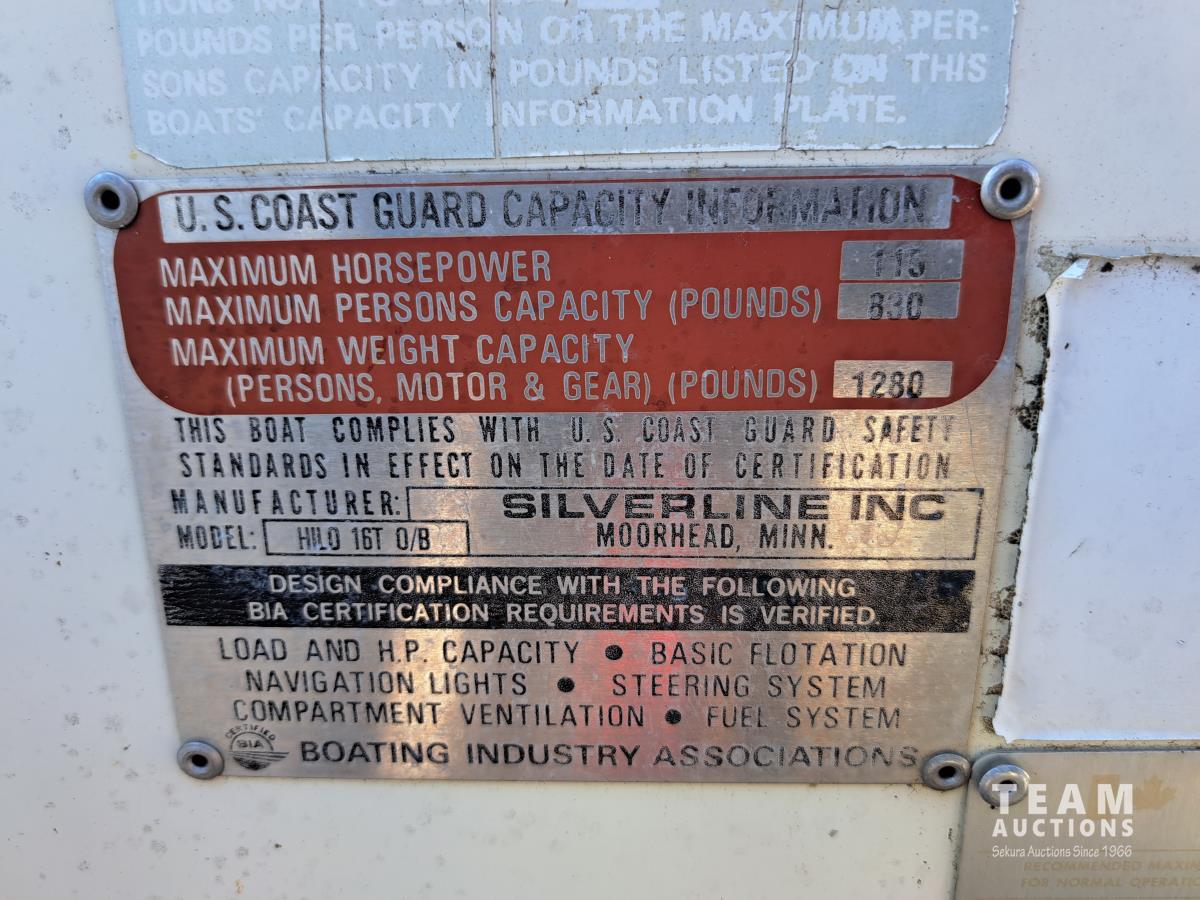 POUNDS PER PERSON OR THE MAXIMUM PER-
SONS CAPACITY IN POUNDS LISTED ON THIS
BOATS' CAPACITY INFORMATION PLATE.
U.S. COAST GUARD CAPACITY INFORMATION
MAXIMUM HORSEPOWER 115
MAXIMUM PERSONS CAPACITY (POUNDS) 830
MAXIMUM WEIGHT CAPACITY
(PERSONS, MOTOR & GEAR) (POUNDS) 1280
THIS BOAT COMPLIES WITH U.S. COAST GUARD SAFETY
STANDARDS IN EFFECT ON THE DATE OF CERTIFICATION
MANUFACTURER: SILVERLINE INC
MODEL: HILO 16T O/B MOORHEAD, MINN.
DESIGN COMPLIANCE WITH THE FOLLOWING
BIA CERTIFICATION REQUIREMENTS IS VERIFIED.
LOAD AND H.P. CAPACITY • BASIC FLOTATION
NAVIGATION LIGHTS • STEERING SYSTEM
COMPARTMENT VENTILATION • FUEL SYSTEM
CERTIFIED
BIA
BOATING INDUSTRY ASSOCIATIONS
TEAM
AUCTIONS
Sekura Auctions Since 1966
RECOMMENDED
FOR NORMAL